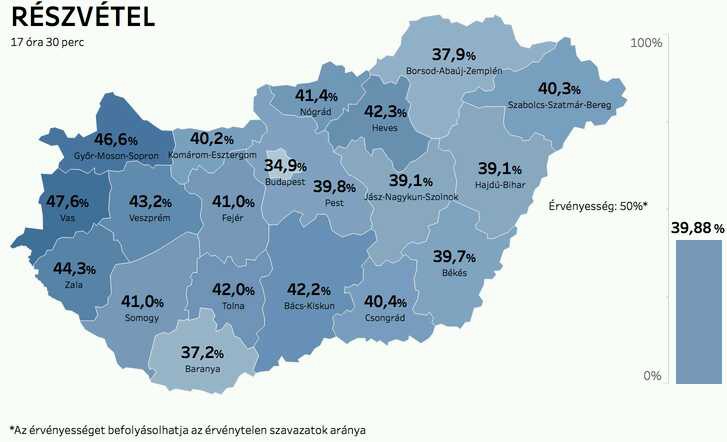 RÉSZVÉTEL
17 óra 30 perc
37,9%
Borsod-Abaúj-Zemplén
100%
40,3%
Szabolcs-Szatmár-Bereg
41,4%
Nógrád
42,3%
Heves
46,6%
Győr-Moson-Sopron
40,2%
Komárom-Esztergom
34,9%
Budapest
39,8%
Pest
39,1%
Jász-Nagykun-Szolnok
39,1%
Hajdú-Bihar
47,6%
Vas
43,2%
Veszprém
41,0%
Fejér
Érvényesség: 50%*
39,88 %
44,3%
Zala
41,0%
Somogy
42,0%
Tolna
42,2%
Bács-Kiskun
40,4%
Csongrád
39,7%
Békés
37,2%
Baranya
0%
*Az érvényességet befolyásolhatja az érvénytelen szavazatok aránya